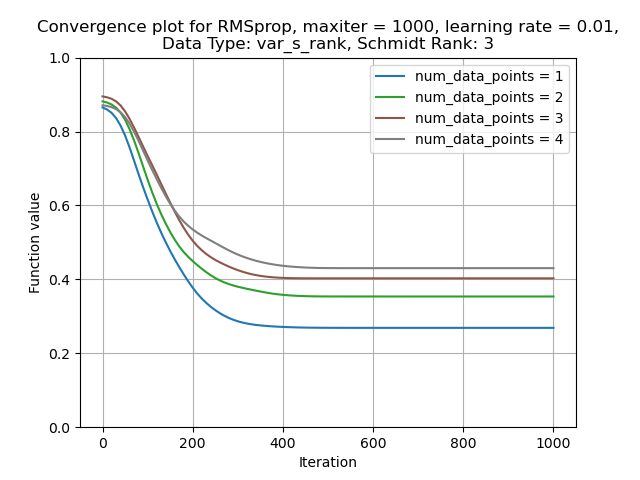 Convergence plot for RMSprop, maxiter = 1000, learning rate = 0.01,
Data Type: var_s_rank, Schmidt Rank: 3
num_data_points = 1
num_data_points = 2
num_data_points = 3
num_data_points = 4
Function value
1.0
0.8
0.6
0.4
0.2
0.0
0 200 400 600 800 1000
Iteration